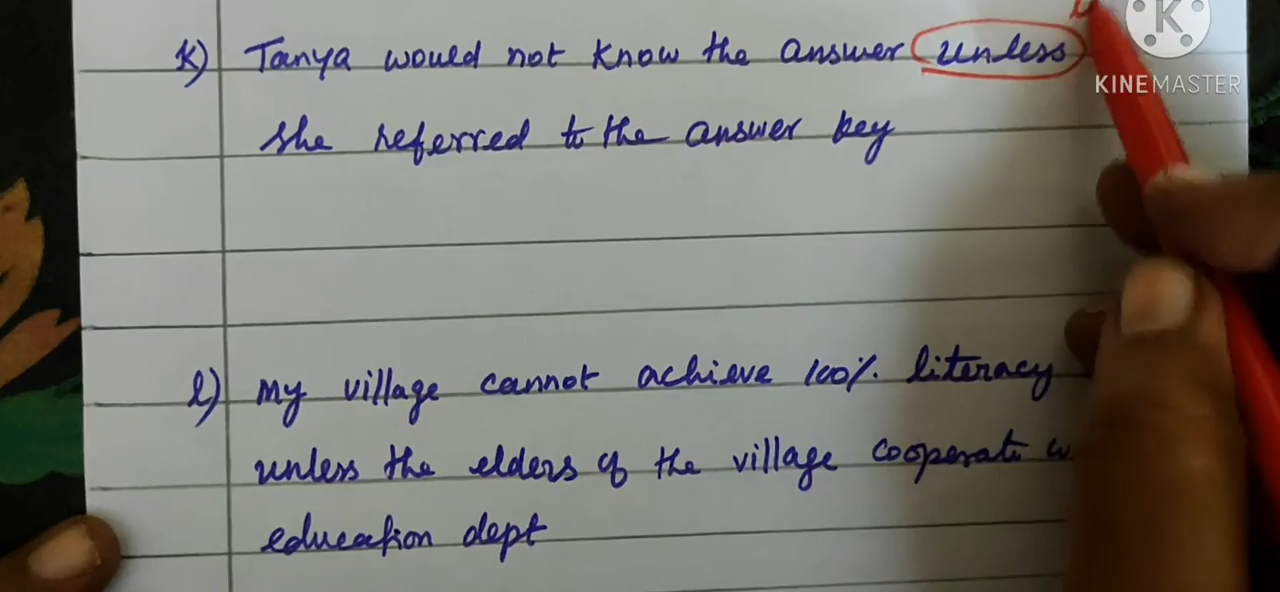 K) Tanya would not know the answer unless
she referred to the answer key
l) My village cannot achieve 100% literacy
unless the elders of the village cooperate
education dept
K
KINEMASTER